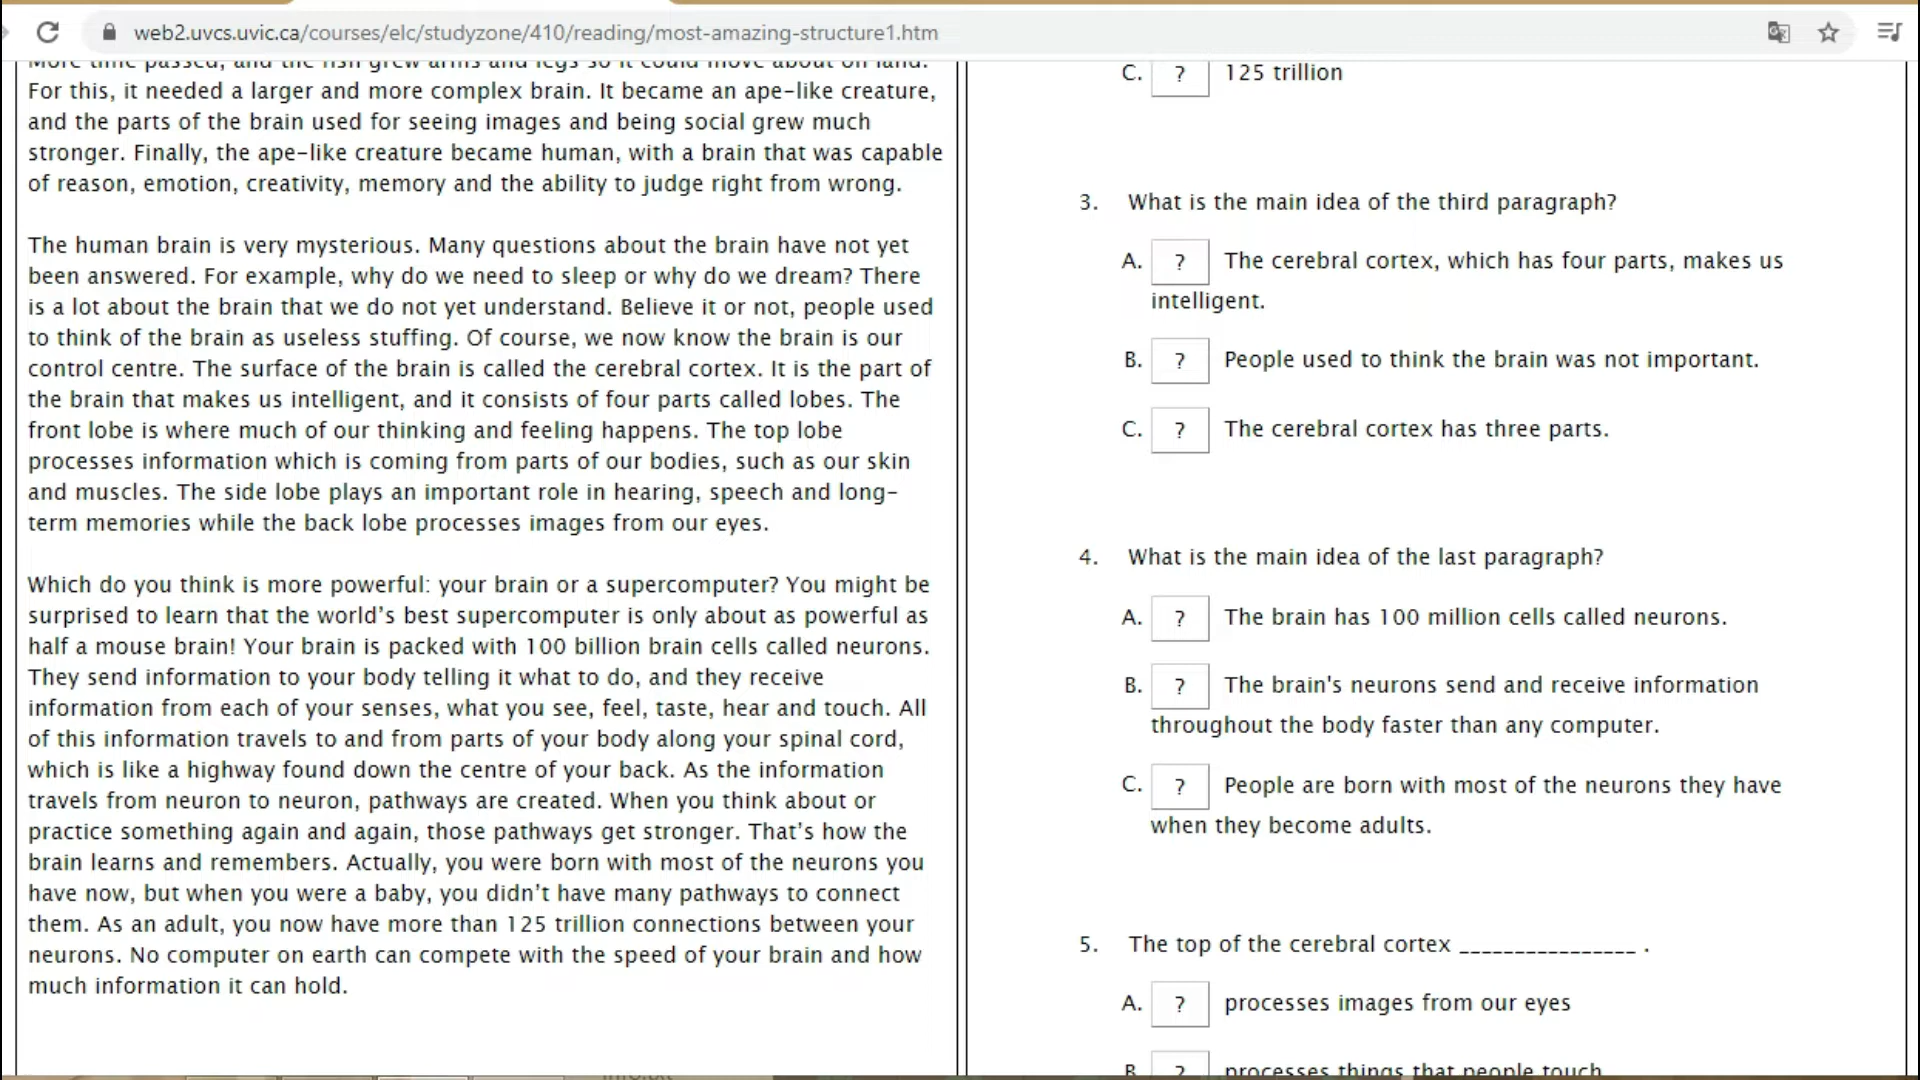 web2.uvcs.uvic.ca/courses/elc/studyzone/410/reading/most-amazing-structure1.htm
More time passed, and the fish grew arms and legs so it could move about on land.
For this, it needed a larger and more complex brain. It became an ape-like creature,
and the parts of the brain used for seeing images and being social grew much
stronger. Finally, the ape-like creature became human, with a brain that was capable
of reason, emotion, creativity, memory and the ability to judge right from wrong.
The human brain is very mysterious. Many questions about the brain have not yet
been answered. For example, why do we need to sleep or why do we dream? There
is a lot about the brain that we do not yet understand. Believe it or not, people used
to think of the brain as useless stuffing. Of course, we now know the brain is our
control centre. The surface of the brain is called the cerebral cortex. It is the part of
the brain that makes us intelligent, and it consists of four parts called lobes. The
front lobe is where much of our thinking and feeling happens. The top lobe
processes information which is coming from parts of our bodies, such as our skin
and muscles. The side lobe plays an important role in hearing, speech and long-
term memories while the back lobe processes images from our eyes.
Which do you think is more powerful: your brain or a supercomputer? You might be
surprised to learn that the world's best supercomputer is only about as powerful as
half a mouse brain! Your brain is packed with 100 billion brain cells called neurons.
They send information to your body telling it what to do, and they receive
information from each of your senses, what you see, feel, taste, hear and touch. All
of this information travels to and from parts of your body along your spinal cord,
which is like a highway found down the centre of your back. As the information
travels from neuron to neuron, pathways are created. When you think about or
practice something again and again, those pathways get stronger. That's how the
brain learns and remembers. Actually, you were born with most of the neurons you
have now, but when you were a baby, you didn't have many pathways to connect
them. As an adult, you now have more than 125 trillion connections between your
neurons. No computer on earth can compete with the speed of your brain and how
much information it can hold.
C. ? 125 trillion
3. What is the main idea of the third paragraph?
A. ? The cerebral cortex, which has four parts, makes us
intelligent.
B. ? People used to think the brain was not important.
C. ? The cerebral cortex has three parts.
4. What is the main idea of the last paragraph?
A. ? The brain has 100 million cells called neurons.
B. ? The brain's neurons send and receive information
throughout the body faster than any computer.
C. ? People are born with most of the neurons they have
when they become adults.
5. The top of the cerebral cortex ________________ .
A. ? processes images from our eyes
B. ? processes things that people touch